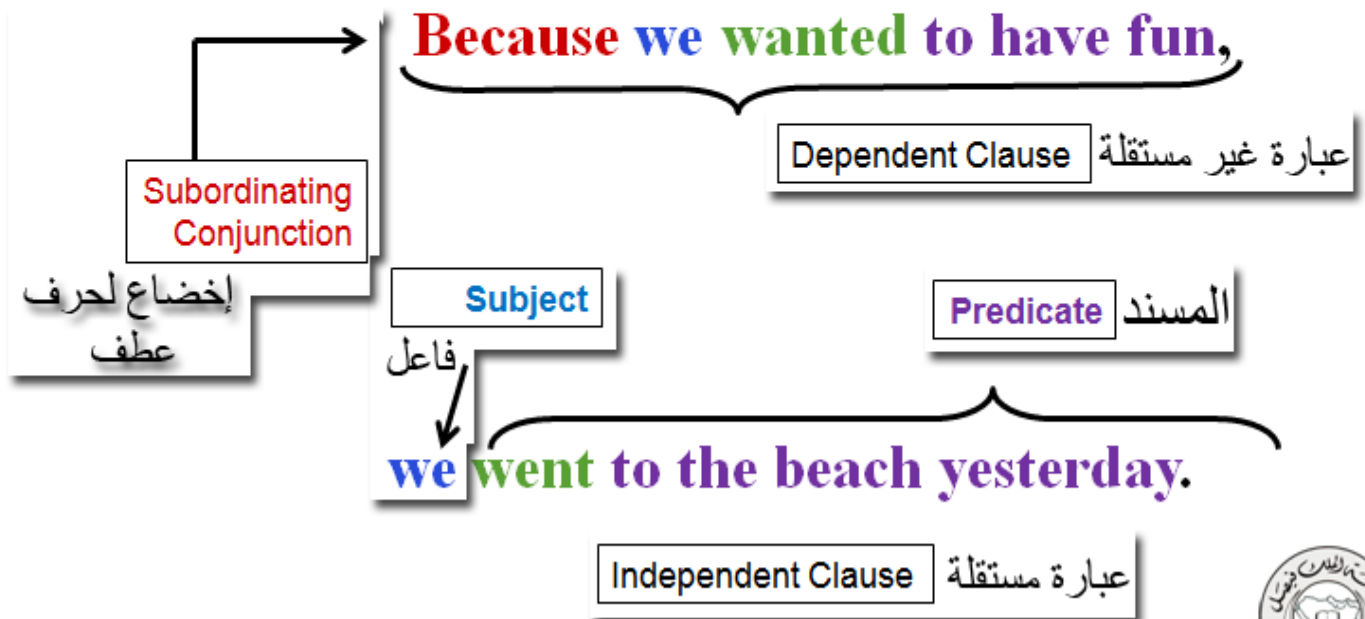 Because we wanted to have fun,
Dependent Clause عبارة غير مستقلة
Subordinating
Conjunction
إخضاع لحرف
عطف
Subject
فاعل
Predicate المسند
we went to the beach yesterday.
Independent Clause عبارة مستقلة